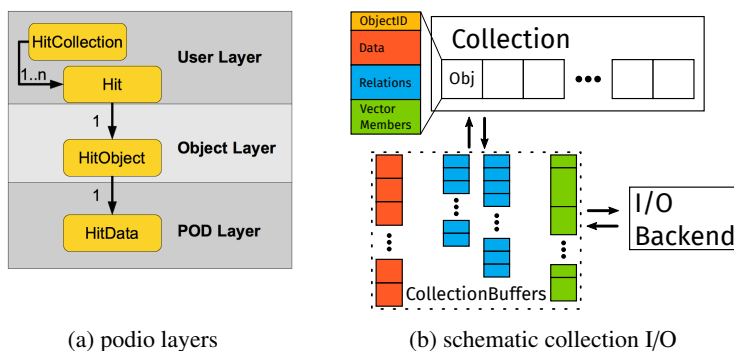 HitCollection
User Layer
1..n
Hit
1
HitObject
Object Layer
1
HitData
POD Layer
(a) podio layers
ObjectID
Data
Relations
Vector
Members
Collection
Obj
CollectionBuffers
I/O
Backend
(b) schematic collection I/O